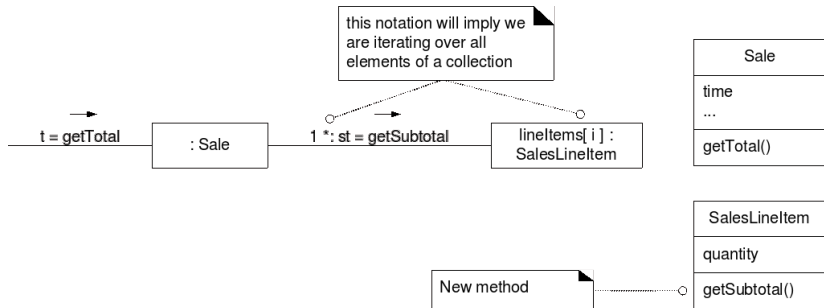 this notation will imply we
are iterating over all
elements of a collection
t = getTotal
: Sale
1 *: st = getSubtotal
lineItems[ i ] :
SalesLineItem
Sale
time
...
getTotal()
SalesLineItem
quantity
getSubtotal()
New method